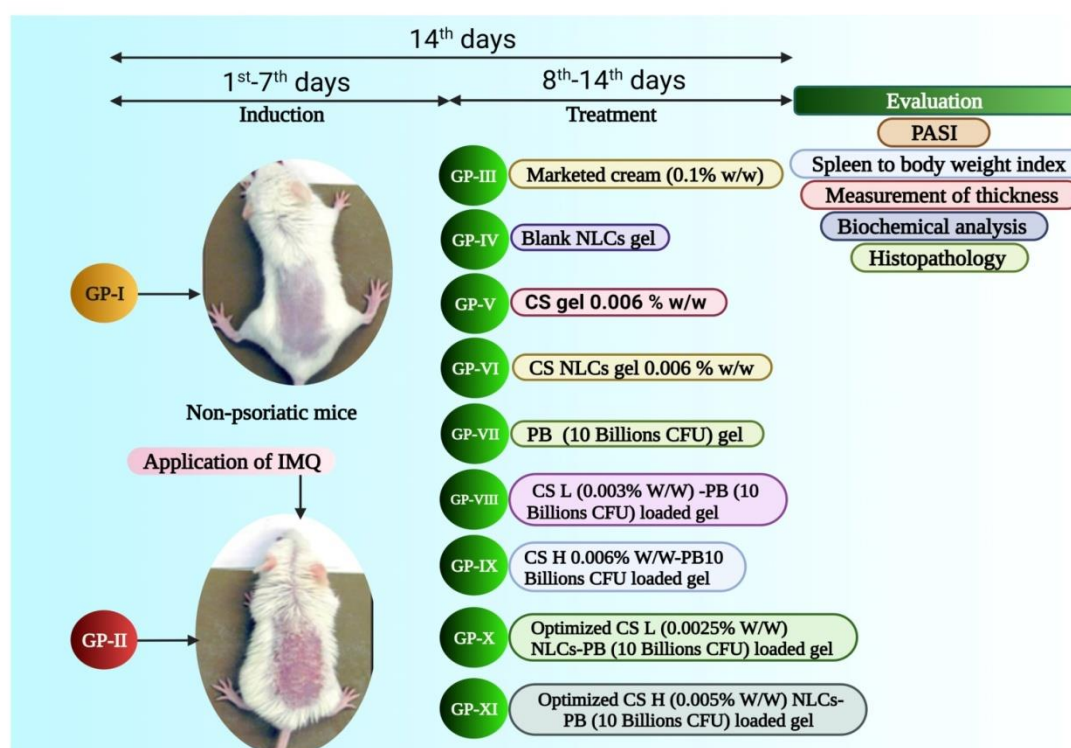 14th days
1st-7th days
8th-14th days
Induction
Treatment
Evaluation
PASI
Spleen to body weight index
Measurement of thickness
Biochemical analysis
Histopathology
GP-I
Non-psoriatic mice
Application of IMQ
GP-II
GP-III
Marketed cream (0.1% w/w)
GP-IV
Blank NLCs gel
GP-V
CS gel 0.006 % w/w
GP-VI
CS NLCs gel 0.006 % w/w
GP-VII
PB (10 Billions CFU) gel
GP-VIII
CS L (0.003% W/W) -PB (10
Billions CFU) loaded gel
GP-IX
CS H 0.006% W/W-PB10
Billions CFU loaded gel
GP-X
Optimized CS L (0.0025% W/W)
NLCs-PB (10 Billions CFU) loaded gel
GP-XI
Optimized CS H (0.005% W/W) NLCs-
PB (10 Billions CFU) loaded gel